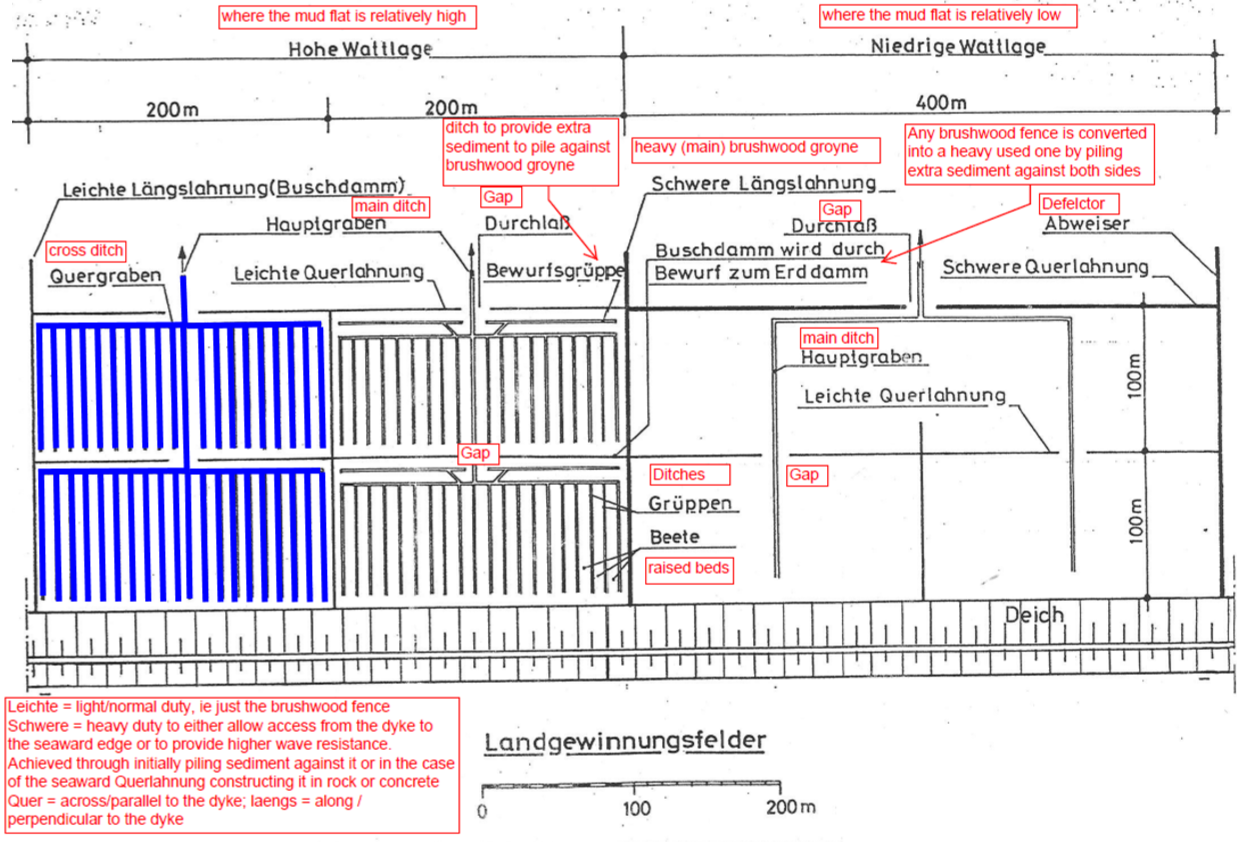 where the mud flat is relatively high
where the mud flat is relatively low
Hohe Wattlage
Niedrige Wattlage
200m
200m
400m
ditch to provide extra
sediment to pile against
brushwood groyne
heavy (main) brushwood groyne
Any brushwood fence is converted
into a heavy used one by piling
extra sediment against both sides
Leichte Längslahnung(Buschdamm)
main ditch
Gap
Schwere Längslahnung
Gap
Defelctor
cross ditch
Hauptgraben
Durchlaß
Durchlaß
Abweiser
Quergraben
Leichte Querlahnung
Bewurfsgrüppe
Buschdamm wird durch
Bewurf zum Erddamm
Schwere Querlahnung
main ditch
Hauptgraben
100m
Leichte Querlahnung
Gap
Ditches
Gap
Grüppen
100m
Beete
raised beds
Deich
Leichte = light/normal duty, ie just the brushwood fence
Schwere = heavy duty to either allow access from the dyke to
the seaward edge or to provide higher wave resistance.
Achieved through initially piling sediment against it or in the case
of the seaward Querlahnung constructing it in rock or concrete
Quer = across/parallel to the dyke; laengs = along /
perpendicular to the dyke
Landgewinnungsfelder
0 100 200m